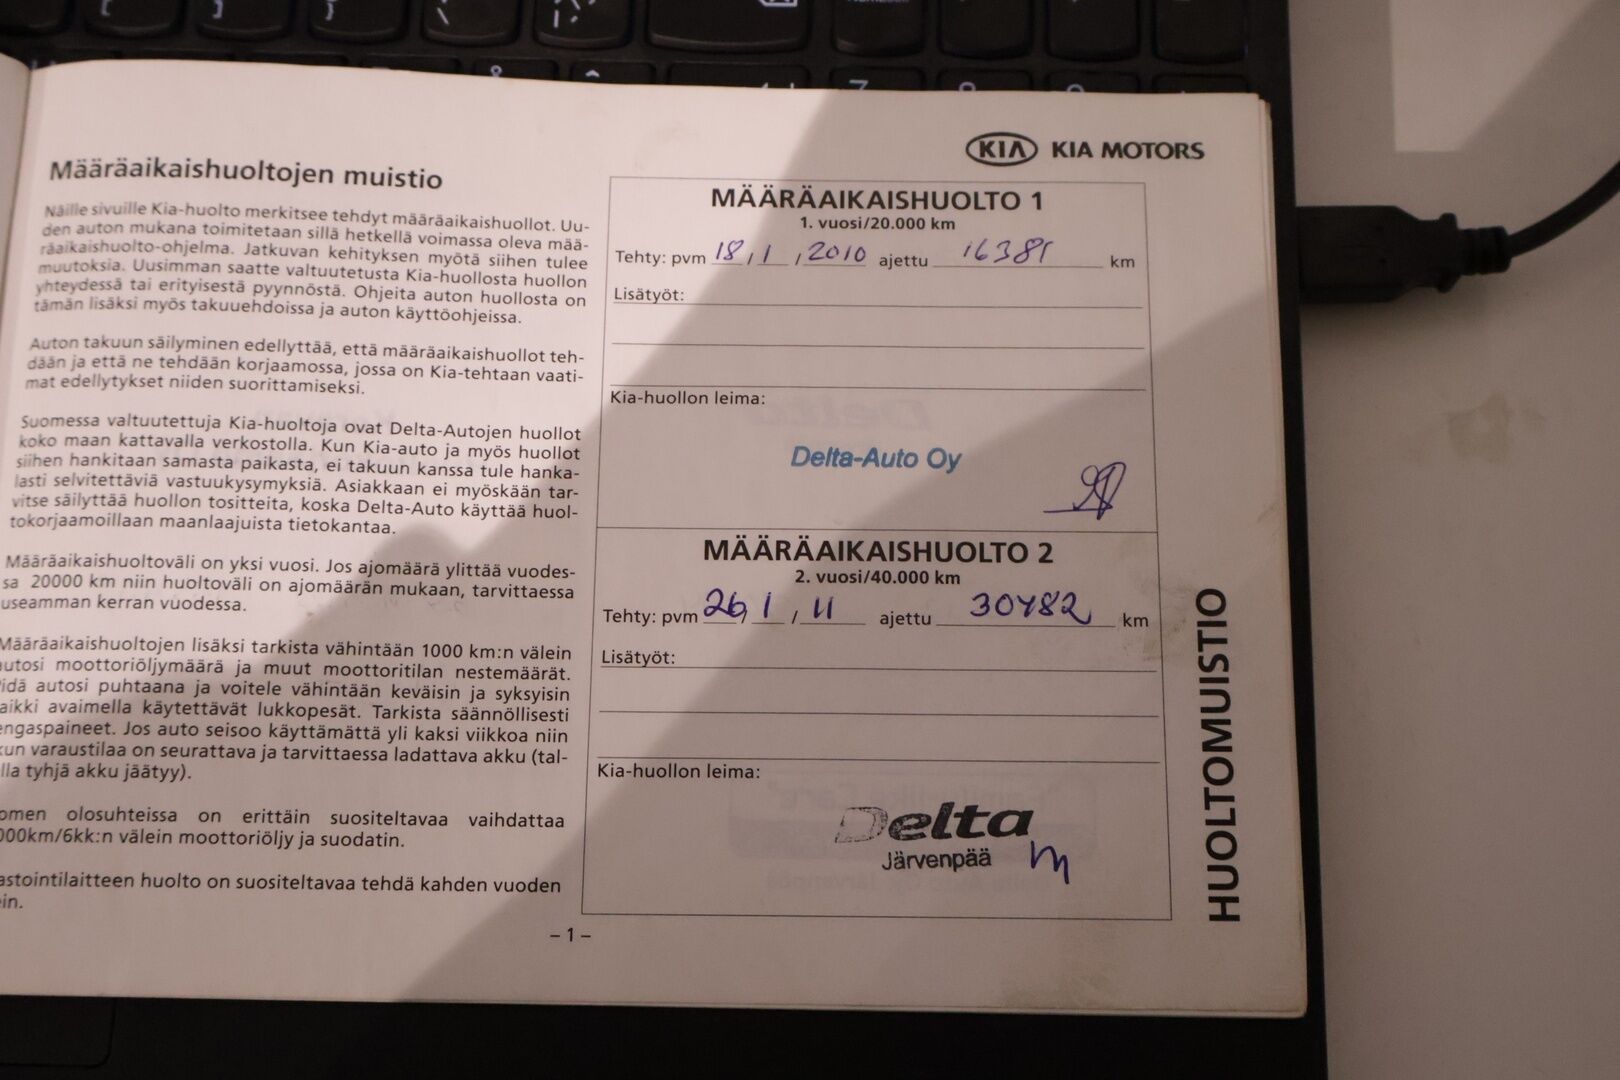 Määräaikaishuoltojen muistio
Näille sivuille Kia-huolto merkitsee tehdyt määräaikaishuollot. Uu-
den auton mukana toimitetaan sillä hetkellä voimassa oleva mää-
räaikaishuolto-ohjelma. Jatkuvan kehityksen myötä siihen tulee
muutoksia. Uusimman saatte valtuutetusta Kia-huollosta huollon
yhteydessä tai erityisestä pyynnöstä. Ohjeita auton huollosta on
tämän lisäksi myös takuuehdoissa ja auton käyttöohjeissa.
Auton takuun säilyminen edellyttää, että määräaikaishuollot teh-
dään ja että ne tehdään korjaamossa, jossa on Kia-tehtaan vaati-
mat edellytykset niiden suorittamiseksi.
Suomessa valtuutettuja Kia-huoltoja ovat Delta-Autojen huollot
koko maan kattavalla verkostolla. Kun Kia-auto ja myös huollot
siihen hankitaan samasta paikasta, ei takuun kanssa tule hanka-
lasti selvitettäviä vastuukysymyksiä. Asiakkaan ei myöskään tar-
vitse säilyttää huollon tositteita, koska Delta-Auto käyttää huol-
tokorjaamoillaan maanlaajuista tietokantaa.
Määräaikaishuoltoväli on yksi vuosi. Jos ajomäärä ylittää vuodes-
sa 20000 km niin huoltoväli on ajomäärän mukaan, tarvittaessa
useamman kerran vuodessa.
Määräaikaishuoltojen lisäksi tarkista vähintään 1000 km:n välein
autosi moottoriöljymäärä ja muut moottoritilan nestemäärät.
idä autosi puhtaana ja voitele vähintään keväisin ja syksyisin
aikki avaimella käytettävät lukkopesät. Tarkista säännöllisesti
engaspaineet. Jos auto seisoo käyttämättä yli kaksi viikkoa niin
kun varaustilaa on seurattava ja tarvittaessa ladattava akku (tal-
lla tyhjä akku jäätyy).
omen olosuhteissa on erittäin suositeltavaa vaihdattaa
000km/6kk:n välein moottoriöljy ja suodatin.
astointilaitteen huolto on suositeltavaa tehdä kahden vuoden
ein.
– 1 –
KIA KIA MOTORS
MÄÄRÄAIKAISHUOLTO 1
1. vuosi/20.000 km
Tehty: pvm 18 / 1 / 2010 ajettu 16381 km
Lisätyöt:
Kia-huollon leima:
Delta-Auto Oy
MÄÄRÄAIKAISHUOLTO 2
2. vuosi/40.000 km
Tehty: pvm 26 / 1 / 11 ajettu 30482 km
Lisätyöt:
Kia-huollon leima:
Delta
Järvenpää
HUOLTOMUISTIO